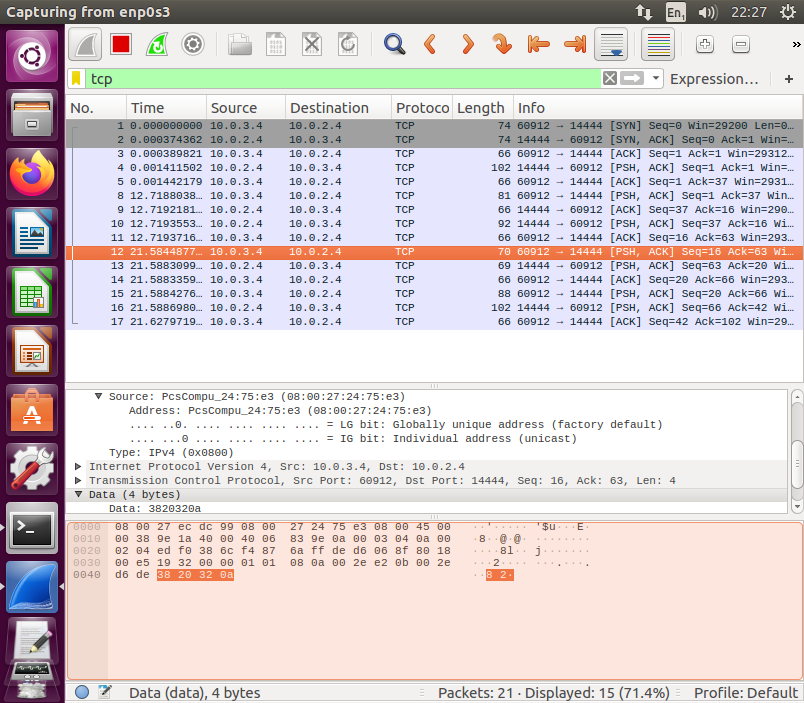 Capturing from enp0s3 En1 22:27
tcp Expression… +
No. Time Source Destination Protoco Length Info
1 0.000000000 10.0.3.4 10.0.2.4 TCP 74 60912 → 14444 [SYN] Seq=0 Win=29200 Len=0…
2 0.000374362 10.0.2.4 10.0.3.4 TCP 74 14444 → 60912 [SYN, ACK] Seq=0 Ack=1 Win=…
3 0.000389821 10.0.3.4 10.0.2.4 TCP 66 60912 → 14444 [ACK] Seq=1 Ack=1 Win=29312…
4 0.001411502 10.0.2.4 10.0.3.4 TCP 102 14444 → 60912 [PSH, ACK] Seq=1 Ack=1 Win=…
5 0.001442179 10.0.3.4 10.0.2.4 TCP 66 60912 → 14444 [ACK] Seq=1 Ack=37 Win=2931…
8 12.7188038… 10.0.3.4 10.0.2.4 TCP 81 60912 → 14444 [PSH, ACK] Seq=1 Ack=37 Win…
9 12.7192181… 10.0.2.4 10.0.3.4 TCP 66 14444 → 60912 [ACK] Seq=37 Ack=16 Win=290…
10 12.7193553… 10.0.2.4 10.0.3.4 TCP 92 14444 → 60912 [PSH, ACK] Seq=37 Ack=16 Wi…
11 12.7193716… 10.0.3.4 10.0.2.4 TCP 66 60912 → 14444 [ACK] Seq=16 Ack=63 Win=293…
12 21.5844877… 10.0.3.4 10.0.2.4 TCP 70 60912 → 14444 [PSH, ACK] Seq=16 Ack=63 Wi…
13 21.5883099… 10.0.2.4 10.0.3.4 TCP 69 14444 → 60912 [PSH, ACK] Seq=63 Ack=20 Wi…
14 21.5883359… 10.0.3.4 10.0.2.4 TCP 66 60912 → 14444 [ACK] Seq=20 Ack=66 Win=293…
15 21.5884276… 10.0.3.4 10.0.2.4 TCP 88 60912 → 14444 [PSH, ACK] Seq=20 Ack=66 Wi…
16 21.5886980… 10.0.2.4 10.0.3.4 TCP 102 14444 → 60912 [PSH, ACK] Seq=66 Ack=42 Wi…
17 21.6279719… 10.0.3.4 10.0.2.4 TCP 66 60912 → 14444 [ACK] Seq=42 Ack=102 Win=29…
Source: PcsCompu_24:75:e3 (08:00:27:24:75:e3)
Address: PcsCompu_24:75:e3 (08:00:27:24:75:e3)
.... ..0. .... .... .... .... = LG bit: Globally unique address (factory default)
.... ...0 .... .... .... .... = IG bit: Individual address (unicast)
Type: IPv4 (0x0800)
Internet Protocol Version 4, Src: 10.0.3.4, Dst: 10.0.2.4
Transmission Control Protocol, Src Port: 60912, Dst Port: 14444, Seq: 16, Ack: 63, Len: 4
Data (4 bytes)
Data: 3820320a
0000 08 00 27 ec dc 99 08 00 27 24 75 e3 08 00 45 00 ··'····· '$u···E·
0010 00 38 9e 1a 40 00 40 06 83 9e 0a 00 03 04 0a 00 ·8··@·@· ········
0020 02 04 ed f0 38 6c f4 87 6a ff de d6 06 8f 80 18 ····8l·· j·······
0030 00 e5 19 32 00 00 01 01 08 0a 00 2e e2 0b 00 2e ···2···· ···.···.
0040 d6 de 38 20 32 0a ··8 2·
Data (data), 4 bytes Packets: 21 · Displayed: 15 (71.4%) Profile: Default